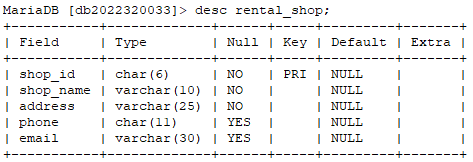 MariaDB [db2022320033]> desc rental_shop;
+-----------+-------------+------+-----+---------+-------+
| Field     | Type        | Null | Key | Default | Extra |
+-----------+-------------+------+-----+---------+-------+
| shop_id   | char(6)     | NO   | PRI | NULL    |       |
| shop_name | varchar(10) | NO   |     | NULL    |       |
| address   | varchar(25) | NO   |     | NULL    |       |
| phone     | char(11)    | YES  |     | NULL    |       |
| email     | varchar(30) | YES  |     | NULL    |       |
+-----------+-------------+------+-----+---------+-------+